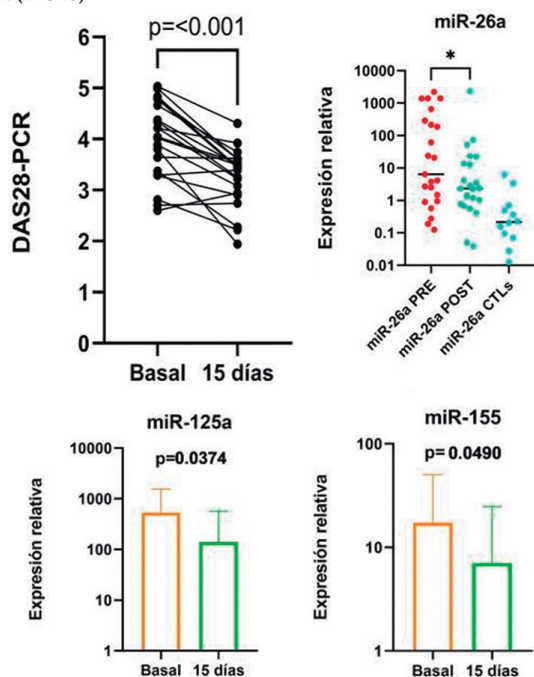 p=<0.001
DAS28-PCR
6
5
4
3
2
1
0
Basal 15 días
miR-26a
*
Expresión relativa
10000
1000
100
10
1
0.1
0.01
miR-26a PRE
miR-26a POST
miR-26a CTLs
miR-125a
p=0.0374
Expresión relativa
10000
1000
100
10
1
Basal 15 días
miR-155
p= 0.0490
Expresión relativa
100
10
1
Basal 15 días